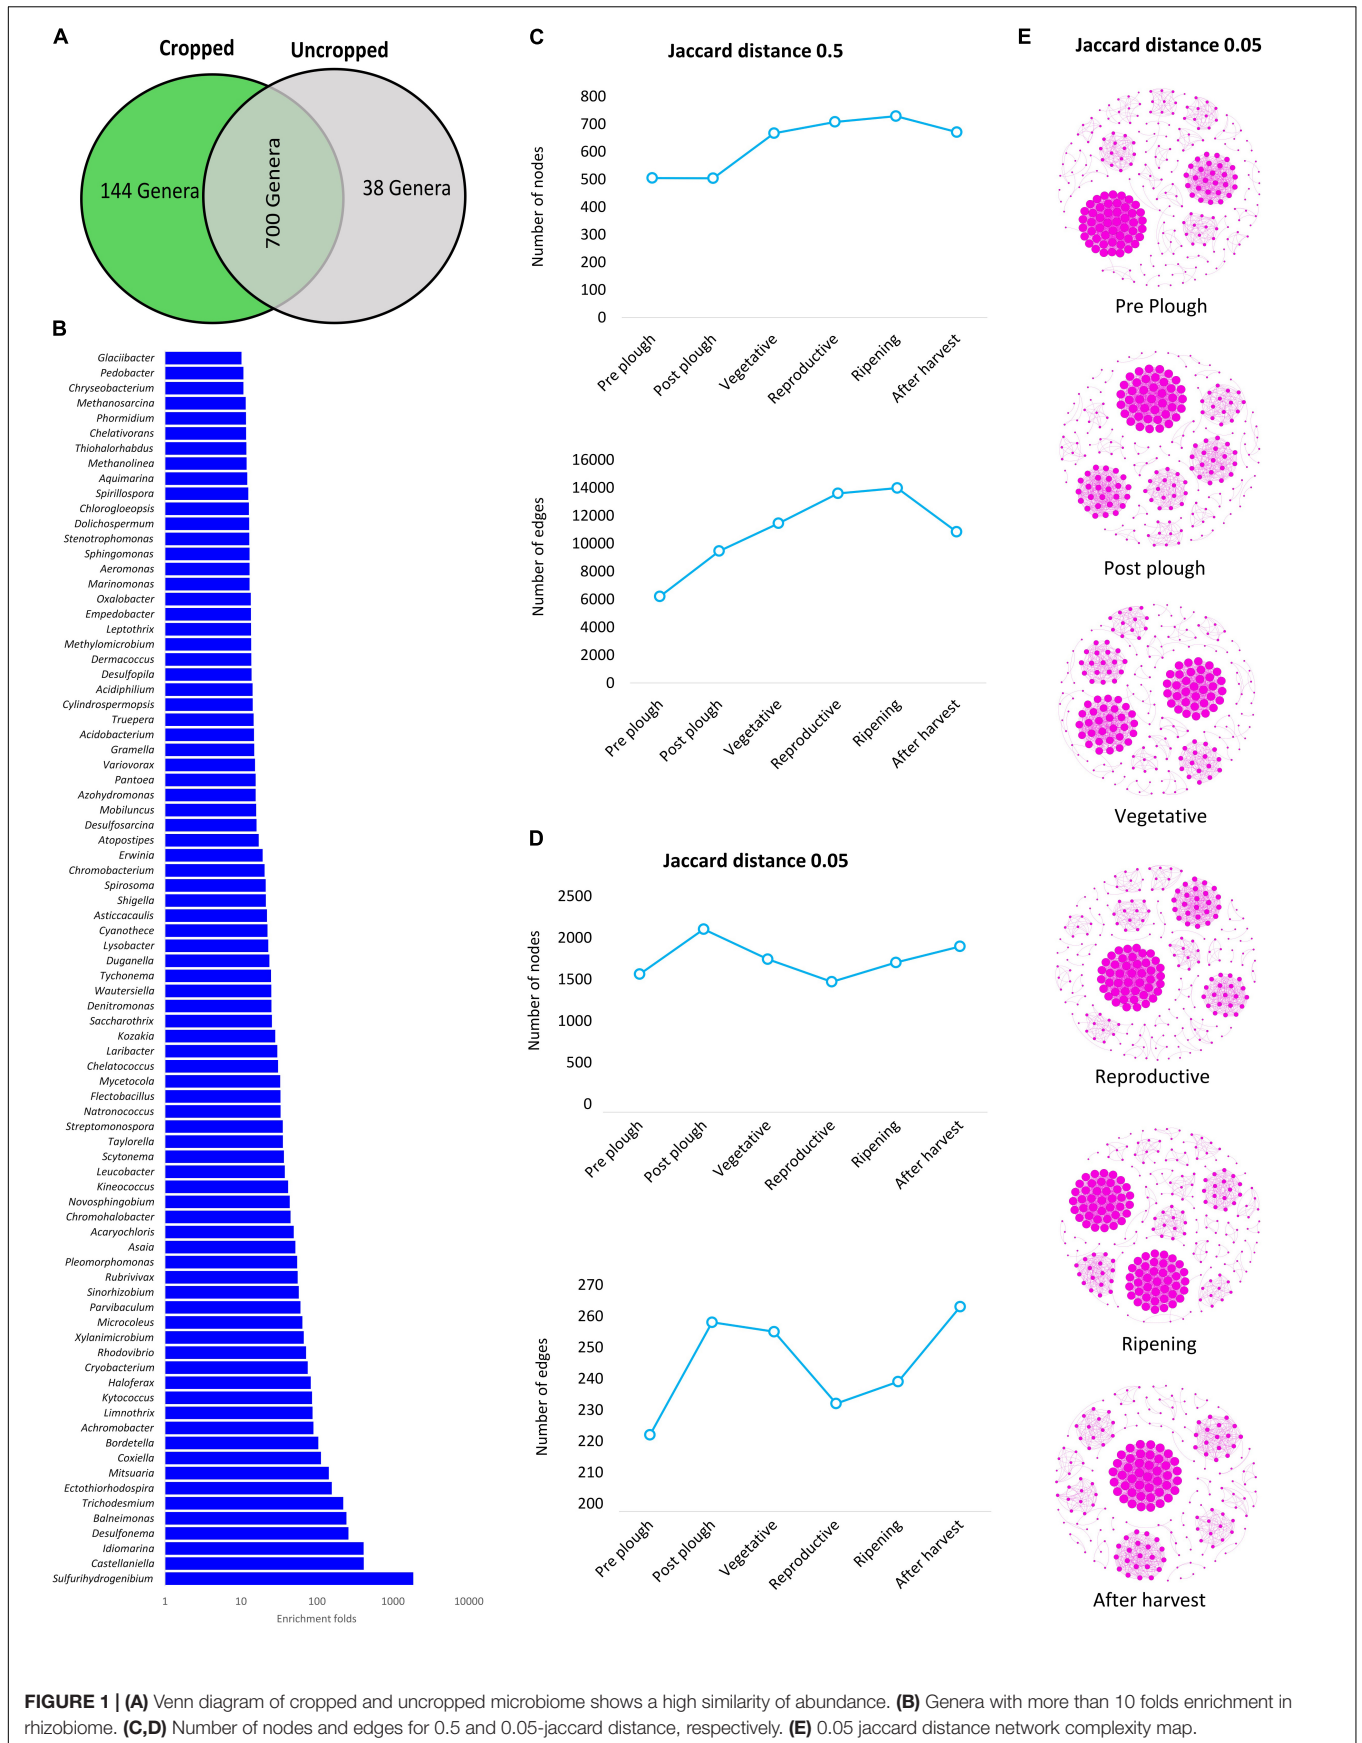 A
Cropped
Uncropped
144 Genera
700 Genera
38 Genera
B
Glaciibacter
Pedobacter
Chryseobacterium
Methanosarcina
Phormidium
Chelativorans
Thiohalorhabdus
Methanolinea
Aquimarina
Spirillospora
Chlorogloeopsis
Dolichospermum
Stenotrophomonas
Sphingomonas
Aeromonas
Marinomonas
Oxalobacter
Empedobacter
Leptothrix
Methylomicrobium
Dermacoccus
Desulfopila
Acidiphilium
Cylindrospermopsis
Truepera
Acidobacterium
Gramella
Variovorax
Pantoea
Azohydromonas
Mobiluncus
Desulfosarcina
Atopostipes
Erwinia
Chromobacterium
Spirosoma
Shigella
Asticcacaulis
Cyanothece
Lysobacter
Duganella
Tychonema
Wautersiella
Denitromonas
Saccharothrix
Kozakia
Laribacter
Chelatococcus
Mycetocola
Flectobacillus
Natronococcus
Streptomonospora
Taylorella
Scytonema
Leucobacter
Kineococcus
Novosphingobium
Chromohalobacter
Acaryochloris
Asaia
Pleomorphomonas
Rubrivivax
Sinorhizobium
Parvibaculum
Microcoleus
Xylanimicrobium
Rhodovibrio
Cryobacterium
Haloferax
Kytococcus
Limnothrix
Achromobacter
Bordetella
Coxiella
Mitsuaria
Ectothiorhodospira
Trichodesmium
Balneimonas
Desulfonema
Idiomarina
Castellaniella
Sulfurihydrogenibium
1 10 100 1000 10000
Enrichment folds
C
Jaccard distance 0.5
Number of nodes
800
700
600
500
400
300
200
100
0
Pre plough
Post plough
Vegetative
Reproductive
Ripening
After harvest
Number of edges
16000
14000
12000
10000
8000
6000
4000
2000
0
Pre plough
Post plough
Vegetative
Reproductive
Ripening
After harvest
D
Jaccard distance 0.05
Number of nodes
2500
2000
1500
1000
500
0
Pre plough
Post plough
Vegetative
Reproductive
Ripening
After harvest
Number of edges
270
260
250
240
230
220
210
200
Pre plough
Post plough
Vegetative
Reproductive
Ripening
After harvest
E
Jaccard distance 0.05
Pre Plough
Post plough
Vegetative
Reproductive
Ripening
After harvest
FIGURE 1 | (A) Venn diagram of cropped and uncropped microbiome shows a high similarity of abundance. (B) Genera with more than 10 folds enrichment in
rhizobiome. (C,D) Number of nodes and edges for 0.5 and 0.05-jaccard distance, respectively. (E) 0.05 jaccard distance network complexity map.